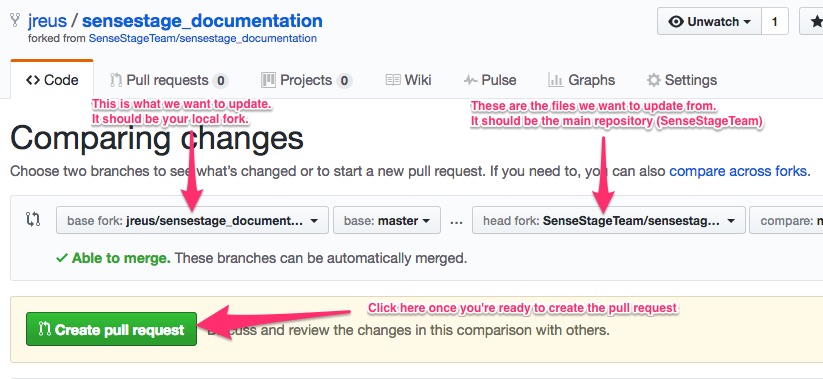 jreus / sensestage_documentation
forked from SenseStageTeam/sensestage_documentation
Unwatch 1
<> Code Pull requests 0 Projects 0 Wiki Pulse Graphs Settings
This is what we want to update.
It should be your local fork.
These are the files we want to update from.
It should be the main repository (SenseStageTeam)
Comparing changes
Choose two branches to see what's changed or to start a new pull request. If you need to, you can also compare across forks.
base fork: jreus/sensestage_document... base: master ... head fork: SenseStageTeam/sensestag... compare:
Able to merge. These branches can be automatically merged.
Click here once you're ready to create the pull request
Create pull request Discuss and review the changes in this comparison with others.